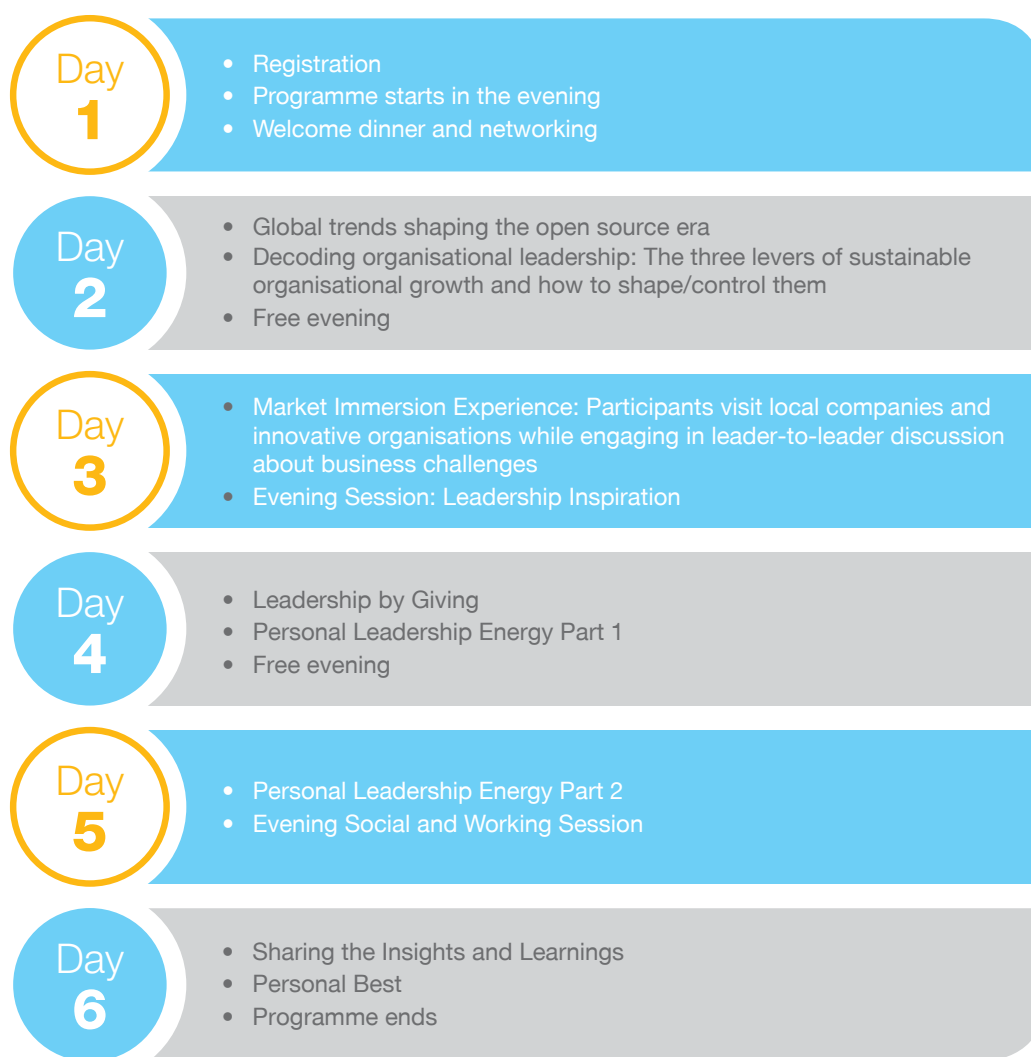 Day
1
• Registration
• Programme starts in the evening
• Welcome dinner and networking
Day
2
• Global trends shaping the open source era
• Decoding organisational leadership: The three levers of sustainable
organisational growth and how to shape/control them
• Free evening
Day
3
• Market Immersion Experience: Participants visit local companies and
innovative organisations while engaging in leader-to-leader discussion
about business challenges
• Evening Session: Leadership Inspiration
Day
4
• Leadership by Giving
• Personal Leadership Energy Part 1
• Free evening
Day
5
• Personal Leadership Energy Part 2
• Evening Social and Working Session
Day
6
• Sharing the Insights and Learnings
• Personal Best
• Programme ends